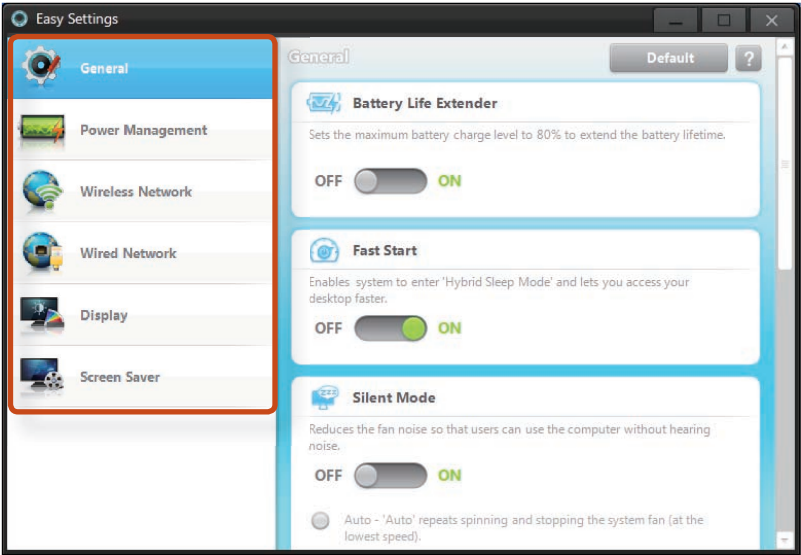 Easy Settings
General
Power Management
Wireless Network
Wired Network
Display
Screen Saver
General
Default
?
Battery Life Extender
Sets the maximum battery charge level to 80% to extend the battery lifetime.
OFF ON
Fast Start
Enables system to enter 'Hybrid Sleep Mode' and lets you access your
desktop faster.
OFF ON
Silent Mode
Reduces the fan noise so that users can use the computer without hearing
noise.
OFF ON
Auto - 'Auto' repeats spinning and stopping the system fan (at the
lowest speed).